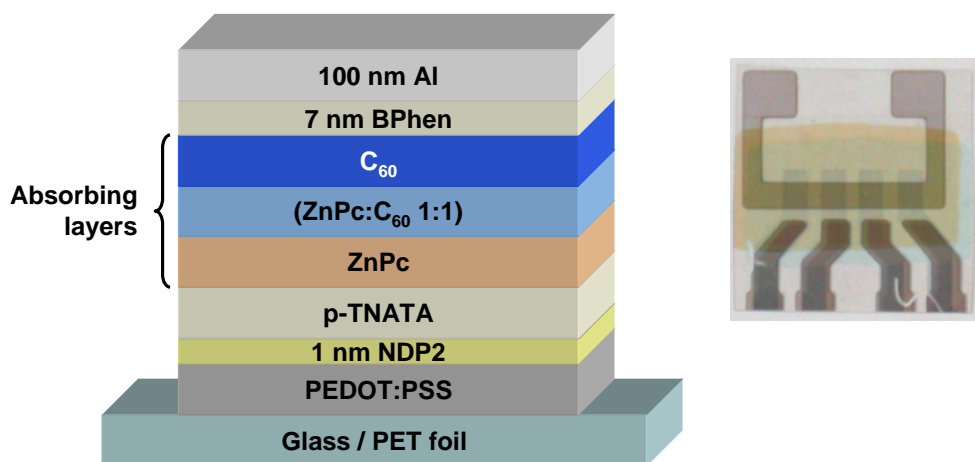 100 nm Al
7 nm BPhen
C₆₀
(ZnPc:C₆₀ 1:1)
Absorbing
layers
ZnPc
p-TNATA
1 nm NDP2
PEDOT:PSS
Glass / PET foil